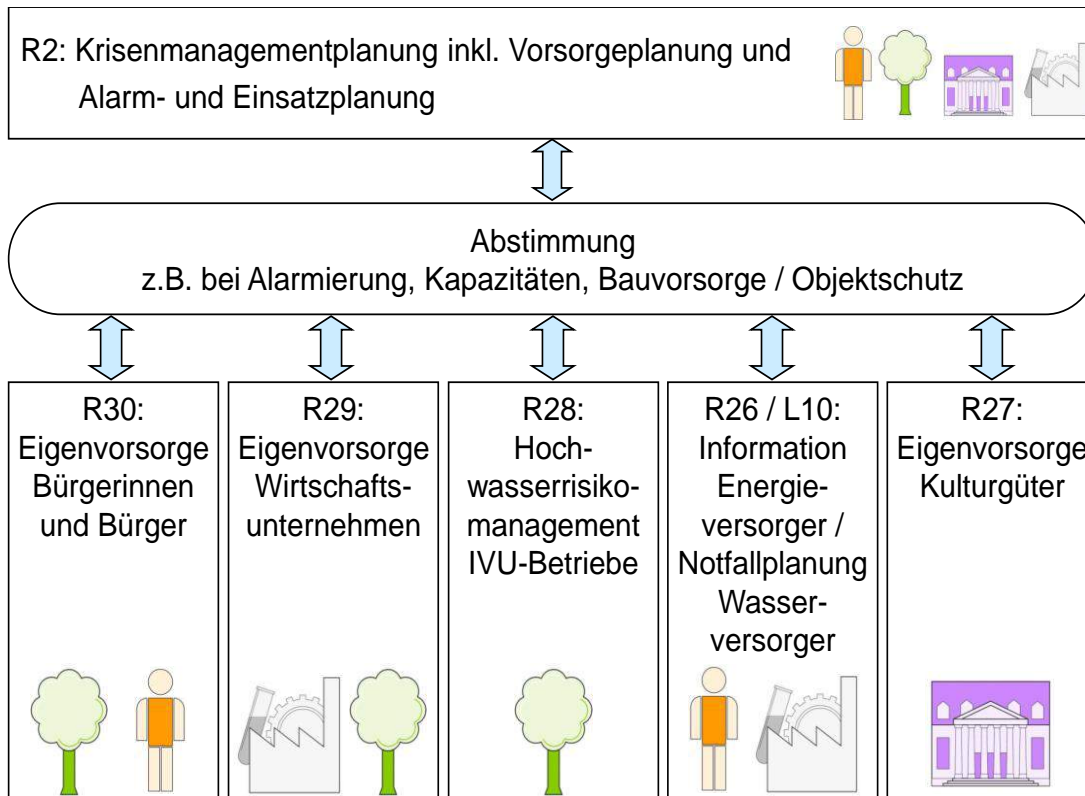 R2: Krisenmanagementplanung inkl. Vorsorgeplanung und
Alarm- und Einsatzplanung
Abstimmung
z.B. bei Alarmierung, Kapazitäten, Bauvorsorge / Objektschutz
R30:
Eigenvorsorge
Bürgerinnen
und Bürger
R29:
Eigenvorsorge
Wirtschafts-
unternehmen
R28:
Hoch-
wasserrisiko-
management
IVU-Betriebe
R26 / L10:
Information
Energie-
versorger /
Notfallplanung
Wasser-
versorger
R27:
Eigenvorsorge
Kulturgüter